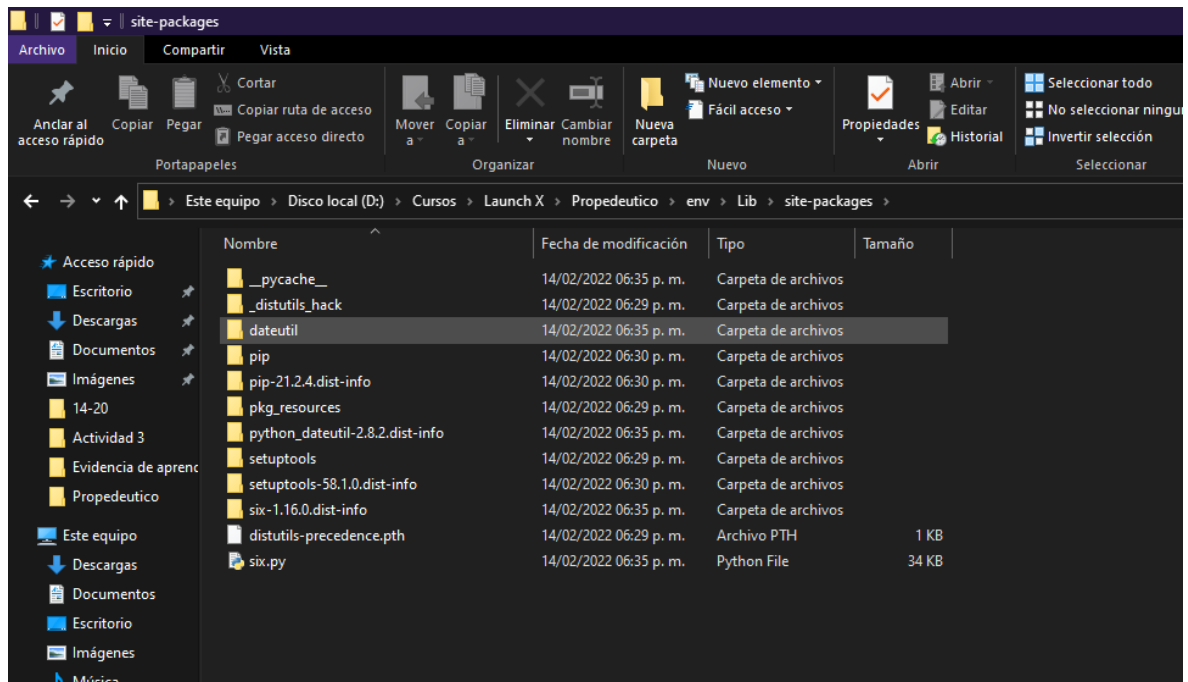 site-packages
Archivo Inicio Compartir Vista
Anclar al acceso rápido
Copiar
Pegar
Cortar
Copiar ruta de acceso
Pegar acceso directo
Portapapeles
Mover a
Copiar a
Eliminar
Cambiar nombre
Organizar
Nueva carpeta
Nuevo elemento
Fácil acceso
Nuevo
Propiedades
Abrir
Editar
Historial
Abrir
Seleccionar todo
No seleccionar ningun
Invertir selección
Seleccionar
Este equipo > Disco local (D:) > Cursos > Launch X > Propedeutico > env > Lib > site-packages >
Acceso rápido
Escritorio
Descargas
Documentos
Imágenes
14-20
Actividad 3
Evidencia de aprenc
Propedeutico
Este equipo
Descargas
Documentos
Escritorio
Imágenes
Música
Nombre Fecha de modificación Tipo Tamaño
__pycache__ 14/02/2022 06:35 p. m. Carpeta de archivos
_distutils_hack 14/02/2022 06:29 p. m. Carpeta de archivos
dateutil 14/02/2022 06:35 p. m. Carpeta de archivos
pip 14/02/2022 06:30 p. m. Carpeta de archivos
pip-21.2.4.dist-info 14/02/2022 06:30 p. m. Carpeta de archivos
pkg_resources 14/02/2022 06:29 p. m. Carpeta de archivos
python_dateutil-2.8.2.dist-info 14/02/2022 06:35 p. m. Carpeta de archivos
setuptools 14/02/2022 06:29 p. m. Carpeta de archivos
setuptools-58.1.0.dist-info 14/02/2022 06:30 p. m. Carpeta de archivos
six-1.16.0.dist-info 14/02/2022 06:35 p. m. Carpeta de archivos
distutils-precedence.pth 14/02/2022 06:29 p. m. Archivo PTH 1 KB
six.py 14/02/2022 06:35 p. m. Python File 34 KB